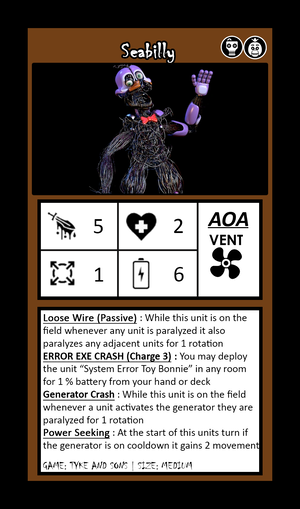 Seabilly
5
2
AOA
VENT
1
6
Loose Wire (Passive) : While this unit is on the
field whenever any unit is paralyzed it also
paralyzes any adjacent units for 1 rotation
ERROR EXE CRASH (Charge 3) : You may deploy
the unit “System Error Toy Bonnie” in any room
for 1 % battery from your hand or deck
Generator Crash : While this unit is on the field
whenever a unit activates the generator they are
paralyzed for 1 rotation
Power Seeking : At the start of this units turn if
the generator is on cooldown it gains 2 movement
GAME: TYKE AND SONS | SIZE: MEDIUM